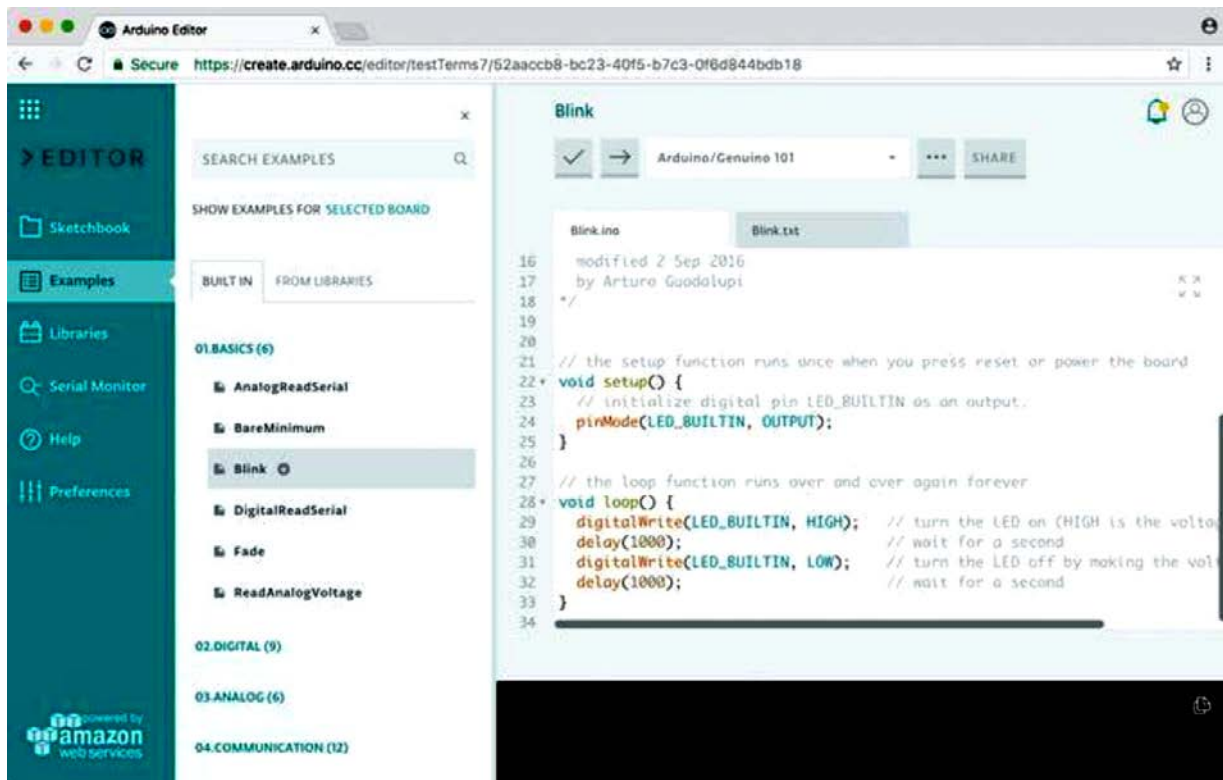 Arduino Editor
Secure https://create.arduino.cc/editor/testTerms7/52aaccb8-bc23-40f5-b7c3-0f6d844bdb18
>EDITOR
Sketchbook
Examples
Libraries
Serial Monitor
Help
Preferences
powered by
amazon
web services
SEARCH EXAMPLES
SHOW EXAMPLES FOR SELECTED BOARD
BUILT IN FROM LIBRARIES
01.BASICS (6)
AnalogReadSerial
BareMinimum
Blink
DigitalReadSerial
Fade
ReadAnalogVoltage
02.DIGITAL (9)
03.ANALOG (6)
04.COMMUNICATION (12)
Blink
Arduino/Genuino 101 ... SHARE
Blink.ino Blink.txt
16 modified 2 Sep 2016
17 by Arturo Guadalupi
18 */
19
20
21 // the setup function runs once when you press reset or power the board
22 void setup() {
23 // initialize digital pin LED_BUILTIN as an output.
24 pinMode(LED_BUILTIN, OUTPUT);
25 }
26
27 // the loop function runs over and over again forever
28 void loop() {
29 digitalWrite(LED_BUILTIN, HIGH); // turn the LED on (HIGH is the voltag
30 delay(1000); // wait for a second
31 digitalWrite(LED_BUILTIN, LOW); // turn the LED off by making the vol
32 delay(1000); // wait for a second
33 }
34